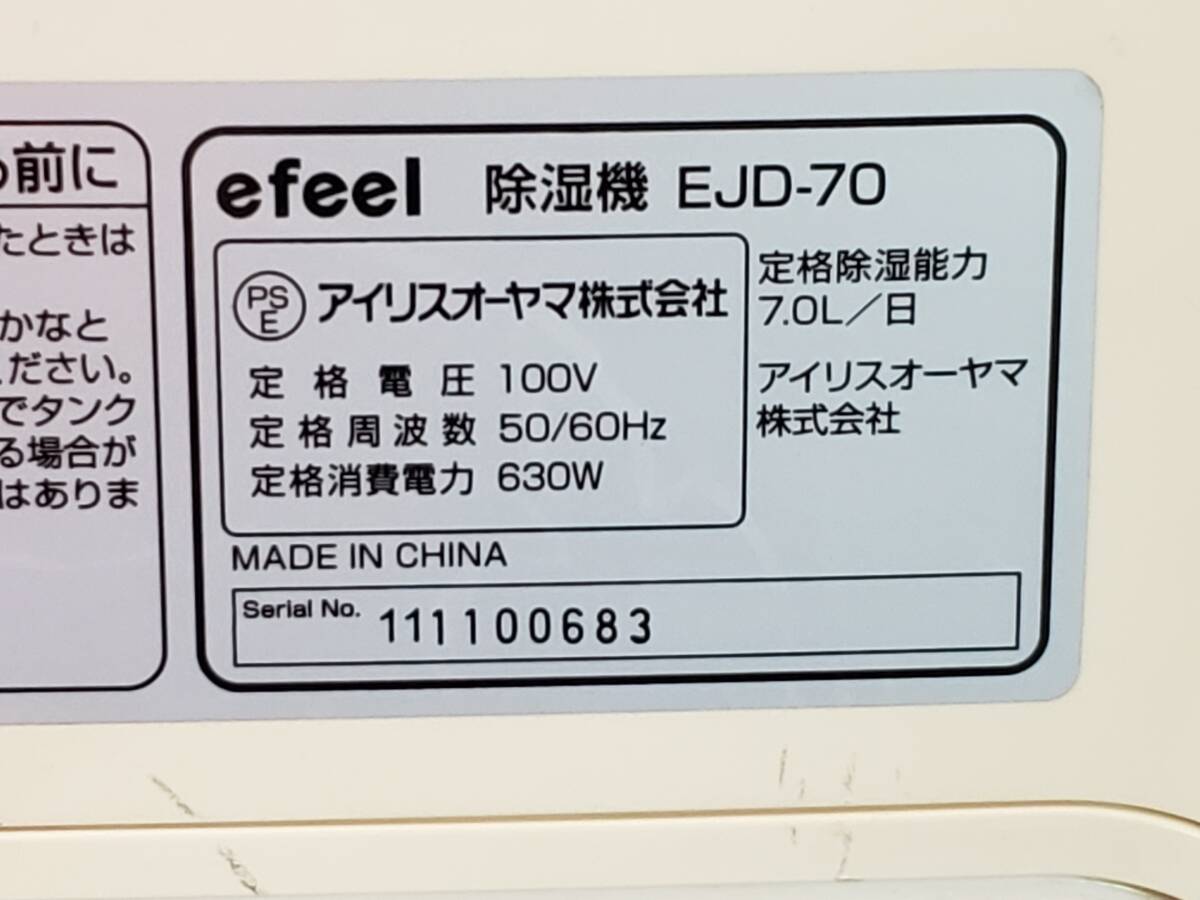 前に
たときは
かなと
ださい。
でタンク
る場合が
はありま
efeel 除湿機 EJD-70
PS
E
アイリスオーヤマ株式会社
定格電圧 100V
定格周波数 50/60Hz
定格消費電力 630W
定格除湿能力
7.0L/日
アイリスオーヤマ
株式会社
MADE IN CHINA
Serial No. 111100683